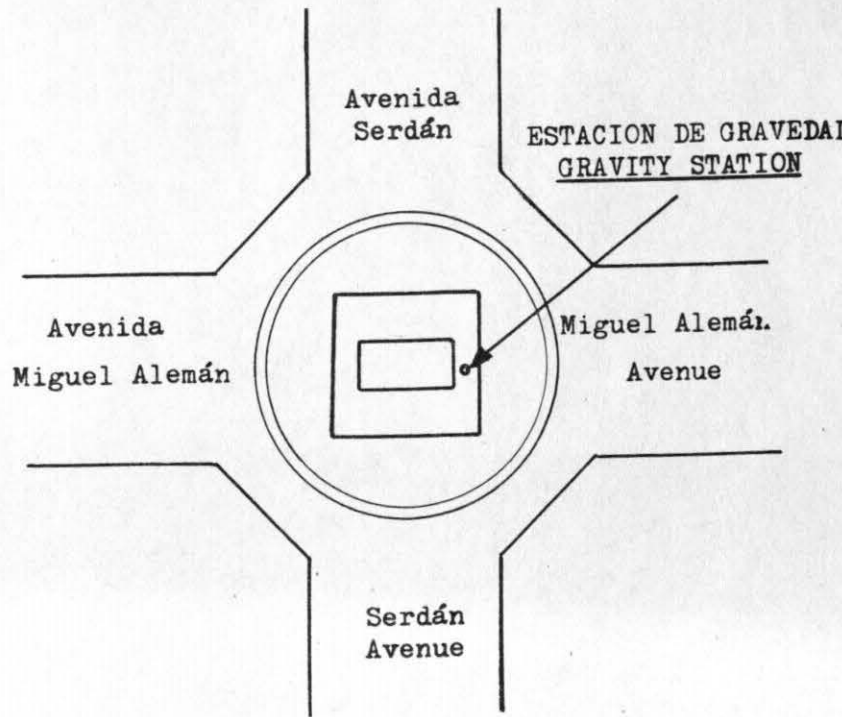 Avenida
Serdán
ESTACION DE GRAVEDAD
GRAVITY STATION
Avenida
Miguel Alemán
Miguel Alemán
Avenue
Serdán
Avenue